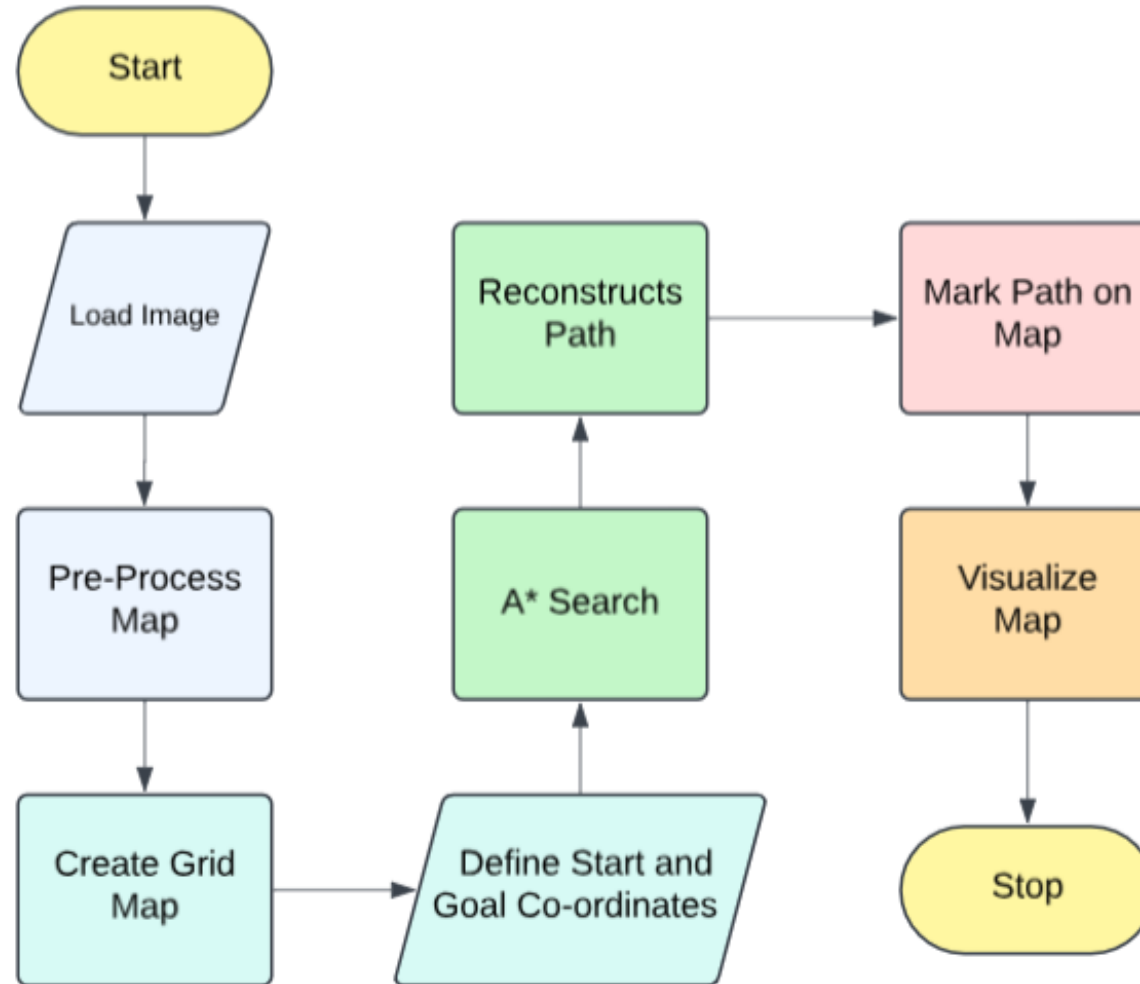 Start
Load Image
Pre-Process
Map
Create Grid
Map
Define Start and
Goal Co-ordinates
A* Search
Reconstructs
Path
Mark Path on
Map
Visualize
Map
Stop